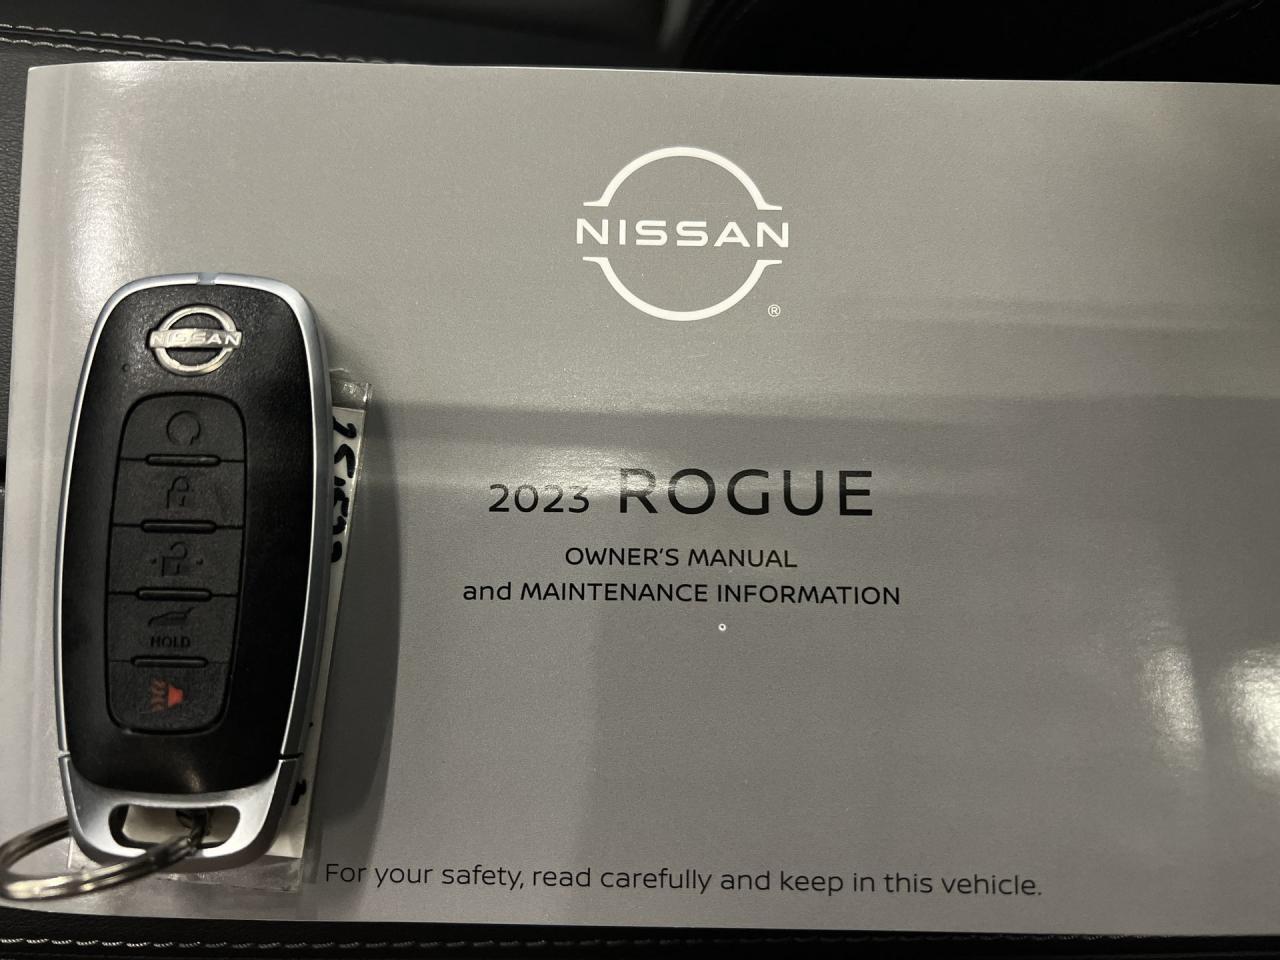 NISSAN
®
NISSAN
HOLD
2023 ROGUE
OWNER'S MANUAL
and MAINTENANCE INFORMATION
For your safety, read carefully and keep in this vehicle.